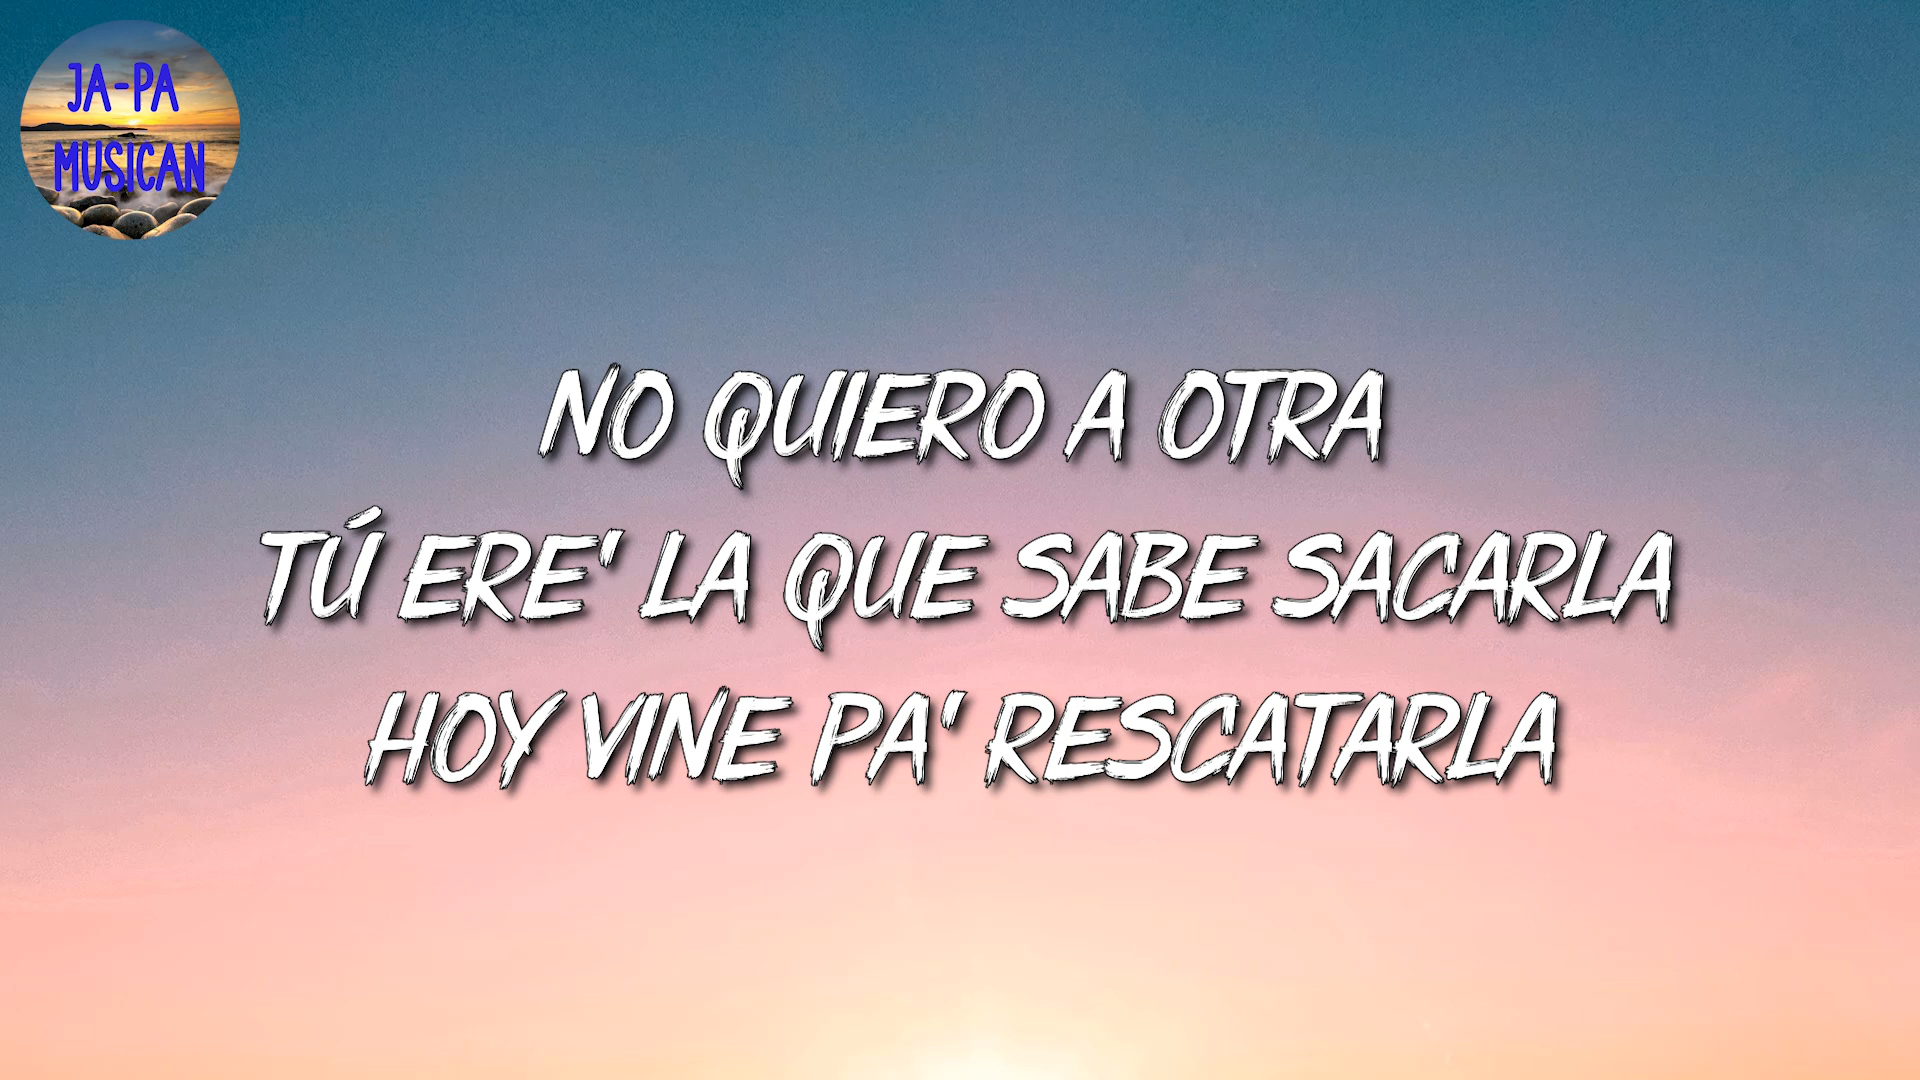 JA-PA
MUSICAN
NO QUIERO A OTRA
TÚ ERE' LA QUE SABE SACARLA
HOY VINE PA' RESCATARLA